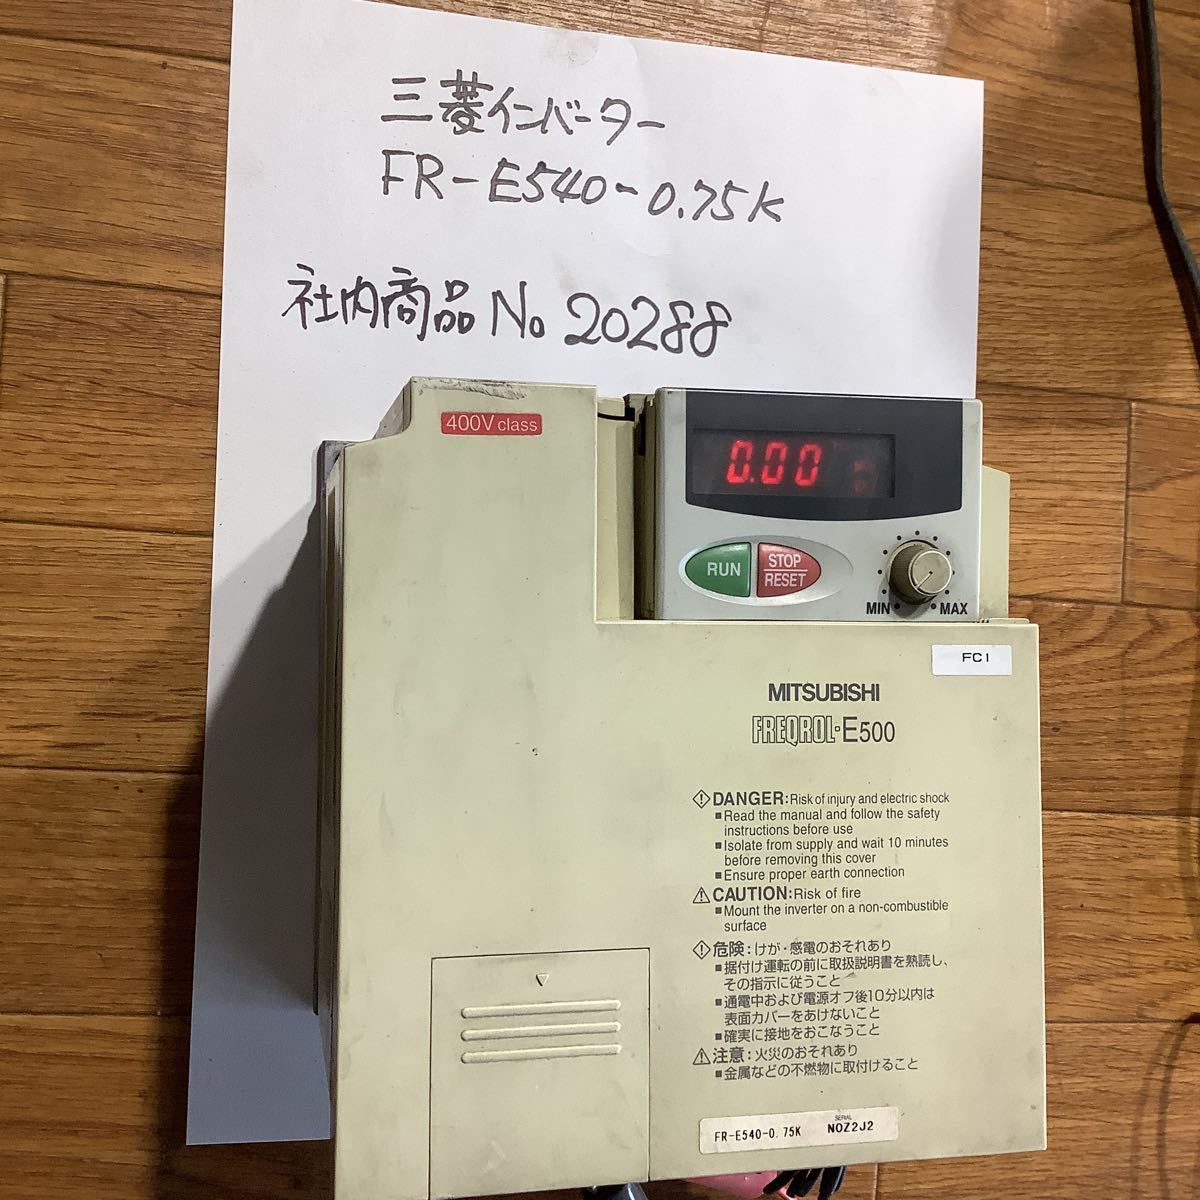 三菱インバーター
FR-E540-0.75K
社内商品 No 20288
400V class
0.00
RUN
STOP
RESET
MIN
MAX
FC1
MITSUBISHI
FREQROL-E500
DANGER: Risk of injury and electric shock
■Read the manual and follow the safety
instructions before use
■Isolate from supply and wait 10 minutes
before removing this cover
■Ensure proper earth connection
CAUTION: Risk of fire
■Mount the inverter on a non-combustible
surface
危険:けが・感電のおそれあり
■据付け運転の前に取扱説明書を熟読し、
その指示に従うこと
■通電中および電源オフ後10分以内は
表面カバーをあけないこと
■確実に接地をおこなうこと
注意:火災のおそれあり
■金属などの不燃物に取付けること
SERIAL
FR-E540-0.75K N0Z2J2